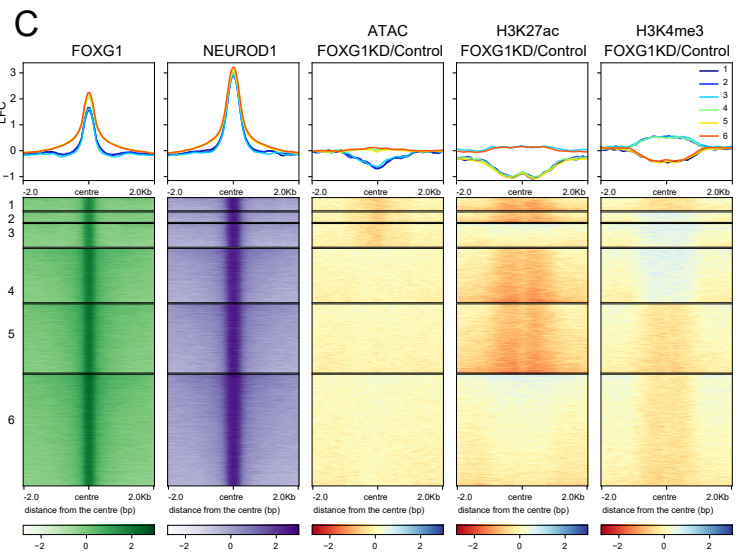 C
FOXG1
NEUROD1
ATAC
FOXG1KD/Control
H3K27ac
FOXG1KD/Control
H3K4me3
FOXG1KD/Control
3
2
1
0
−1
1
2
3
4
5
6
-2.0 centre 2.0Kb
-2.0 centre 2.0Kb
-2.0 centre 2.0Kb
-2.0 centre 2.0Kb
-2.0 centre 2.0Kb
1
2
3
4
5
6
-2.0 centre 2.0Kb
-2.0 centre 2.0Kb
-2.0 centre 2.0Kb
-2.0 centre 2.0Kb
-2.0 centre 2.0Kb
distance from the centre (bp)
distance from the centre (bp)
distance from the centre (bp)
distance from the centre (bp)
distance from the centre (bp)
−2 0 2
−2 0 2
−2 0 2
−2 0 2
−2 0 2